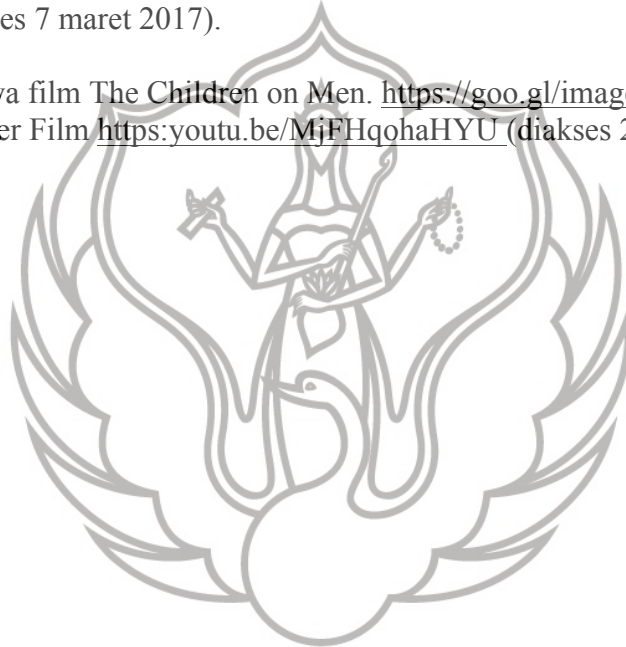 es 7 maret 2017).
va film The Children on Men. https://goo.gl/imag
er Film https:youtu.be/MjFHqohaHYU (diakses 2